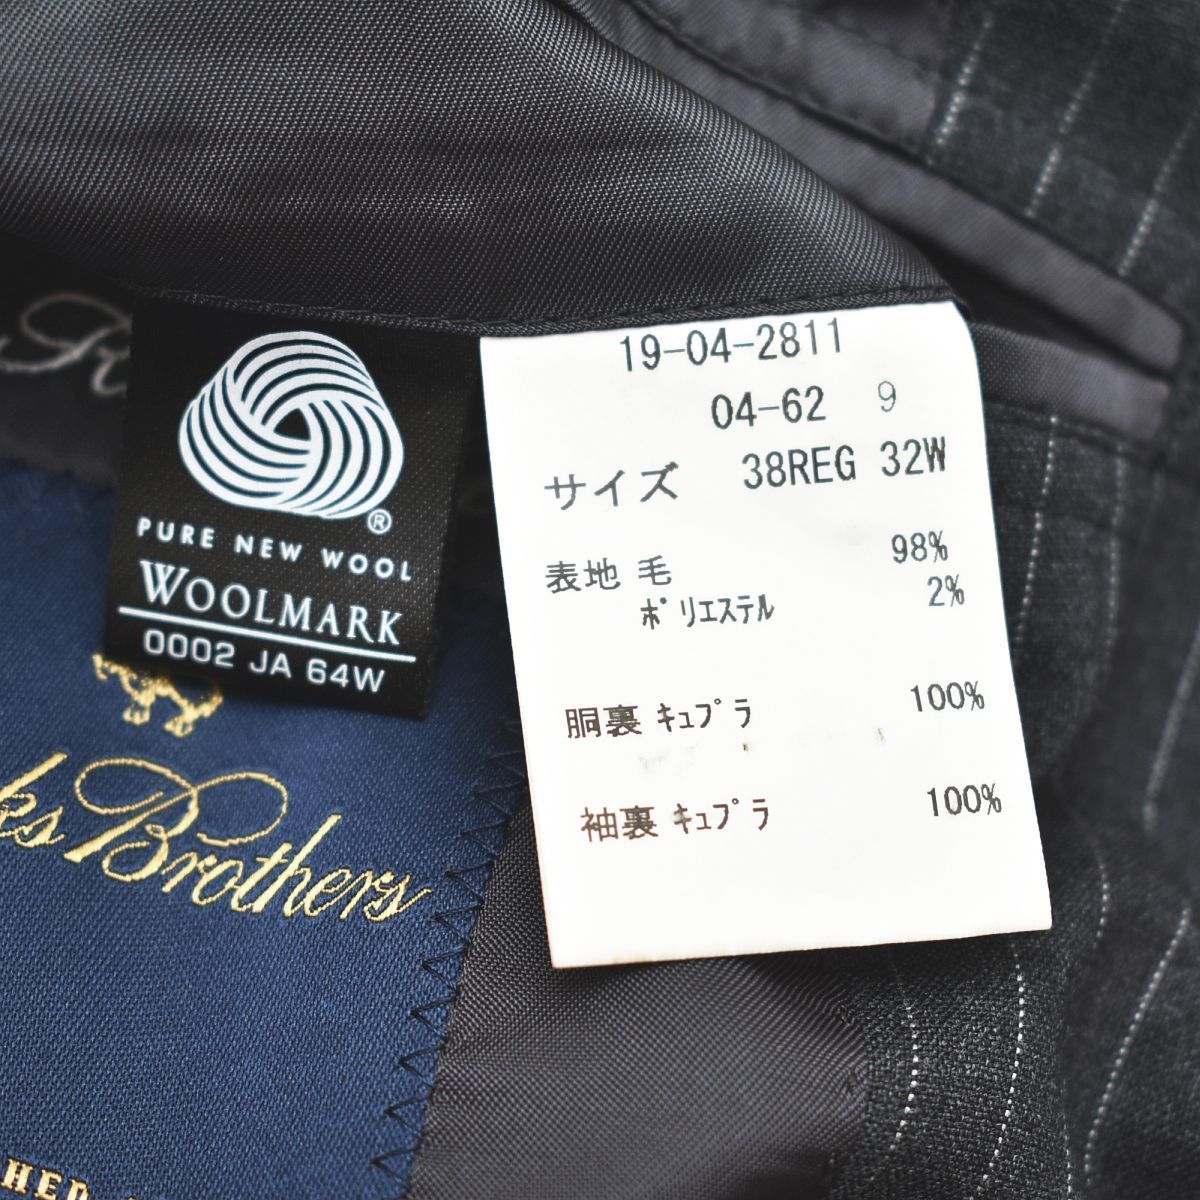 PURE NEW WOOL
WOOLMARK
0002 JA 64W
19-04-2811
04-62 9
サイズ 38REG 32W
表地 毛 98%
ポリエステル 2%
胴裏 キュプラ 100%
袖裏 キュプラ 100%
Brothers